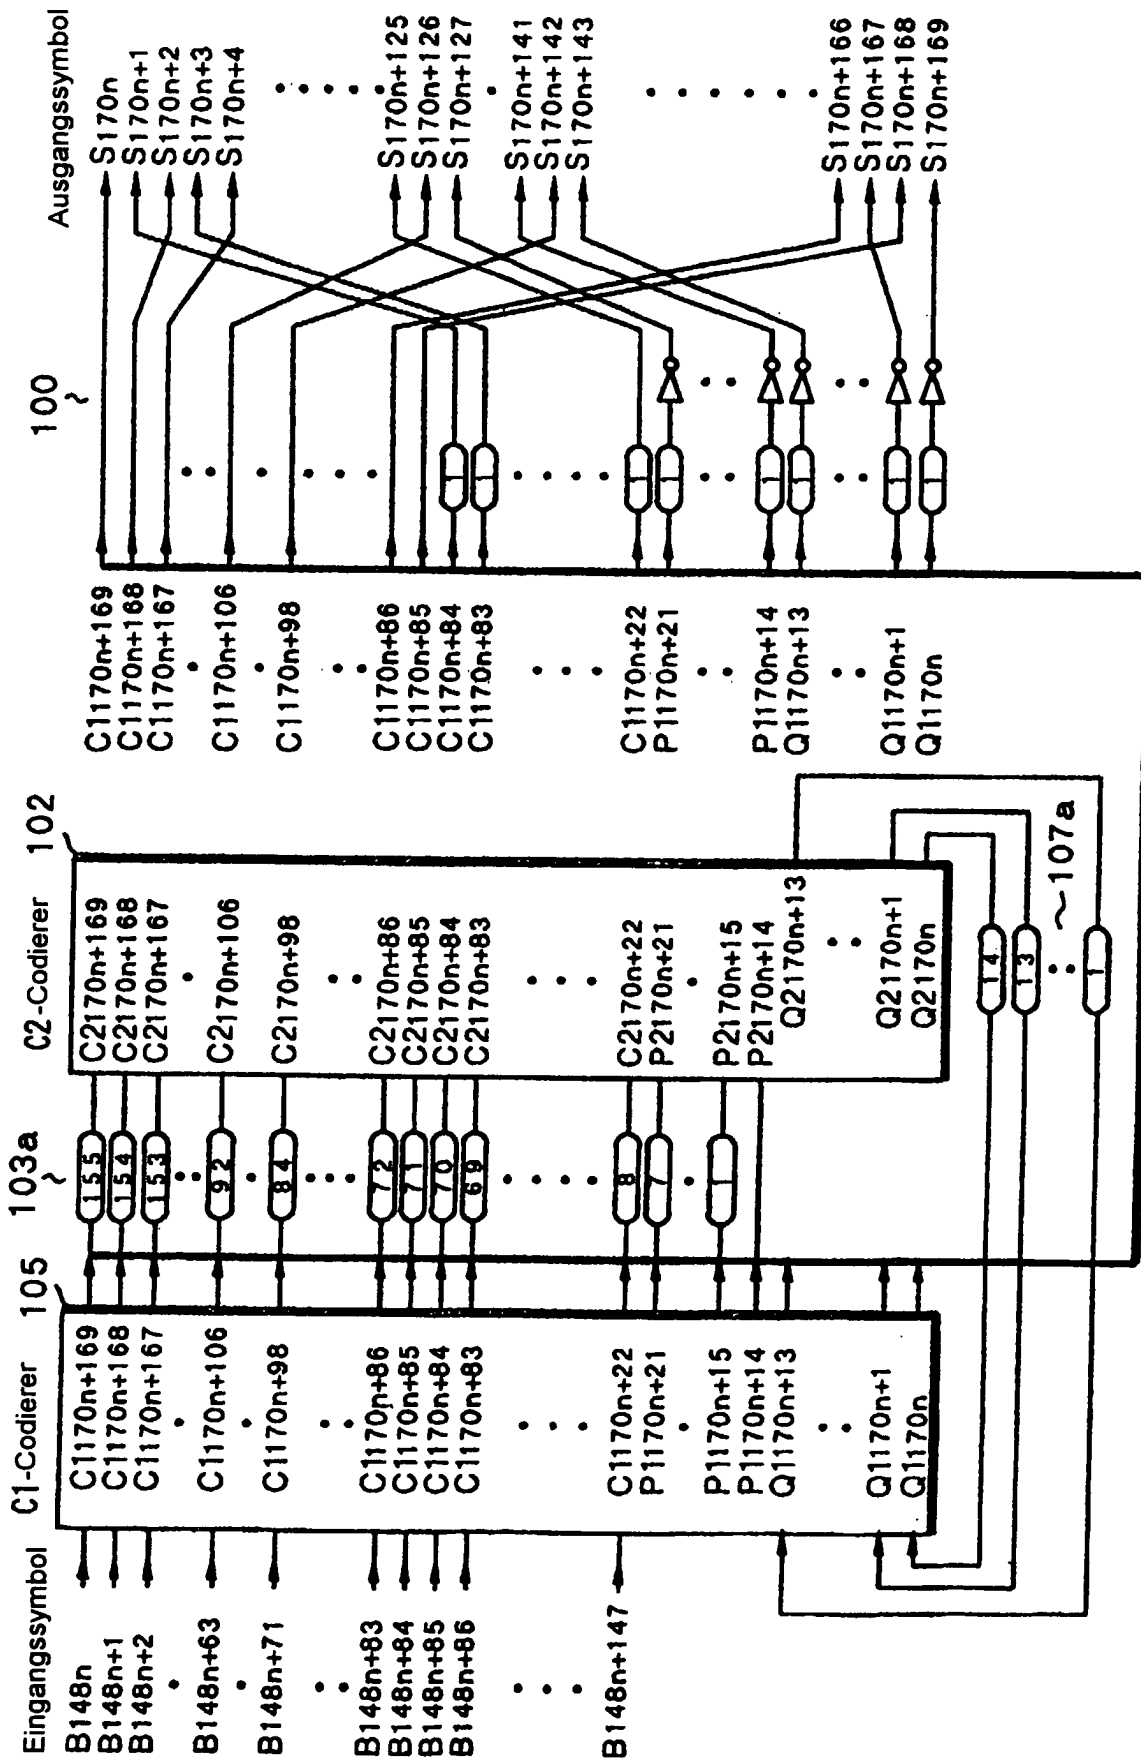 Eingangssymbol
B148n
B148n+1
B148n+2
B148n+63
B148n+71
B148n+83
B148n+84
B148n+85
B148n+86
B148n+147
C1-Codierer
105
C1170n+169
C1170n+168
C1170n+167
C1170n+106
C1170n+98
C1170n+86
C1170n+85
C1170n+84
C1170n+83
C1170n+22
P1170n+21
P1170n+15
P1170n+14
Q1170n+13
Q1170n+1
Q1170n
103a
155
154
153
92
84
72
71
70
69
8
7
1
C2-Codierer
102
C2170n+169
C2170n+168
C2170n+167
C2170n+106
C2170n+98
C2170n+86
C2170n+85
C2170n+84
C2170n+83
C2170n+22
P2170n+21
P2170n+15
P2170n+14
Q2170n+13
Q2170n+1
Q2170n
14
13
1
107a
C1170n+169
C1170n+168
C1170n+167
C1170n+106
C1170n+98
C1170n+86
C1170n+85
C1170n+84
C1170n+83
C1170n+22
P1170n+21
P1170n+14
Q1170n+13
Q1170n+1
Q1170n
100
1
1
1
1
1
1
1
1
Ausgangssymbol
S170n
S170n+1
S170n+2
S170n+3
S170n+4
S170n+125
S170n+126
S170n+127
S170n+141
S170n+142
S170n+143
S170n+166
S170n+167
S170n+168
S170n+169